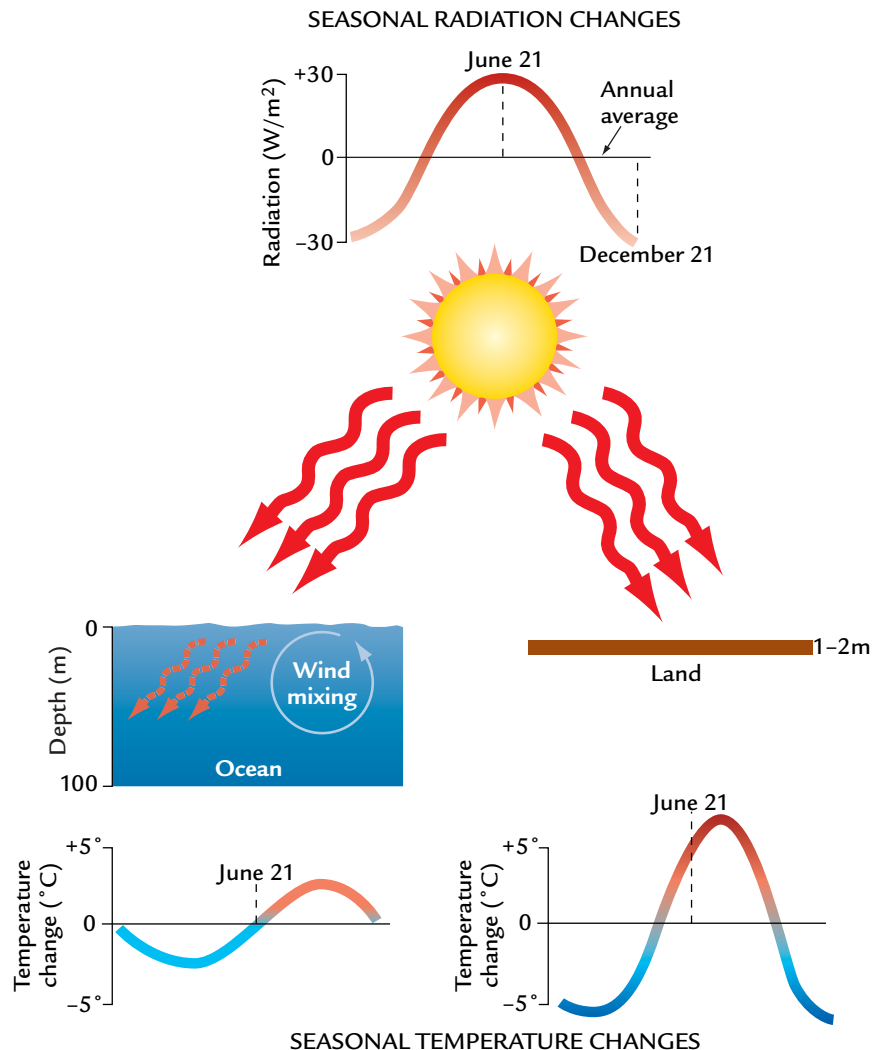 SEASONAL RADIATION CHANGES
June 21
+30
Annual
average
Radiation (W/m²)
0
−30
December 21
0
Depth (m)
Wind
mixing
1–2m
Land
Ocean
100
June 21
+5˚
+5˚
June 21
Temperature
change (˚C)
0
Temperature
change (˚C)
0
−5˚
−5˚
SEASONAL TEMPERATURE CHANGES